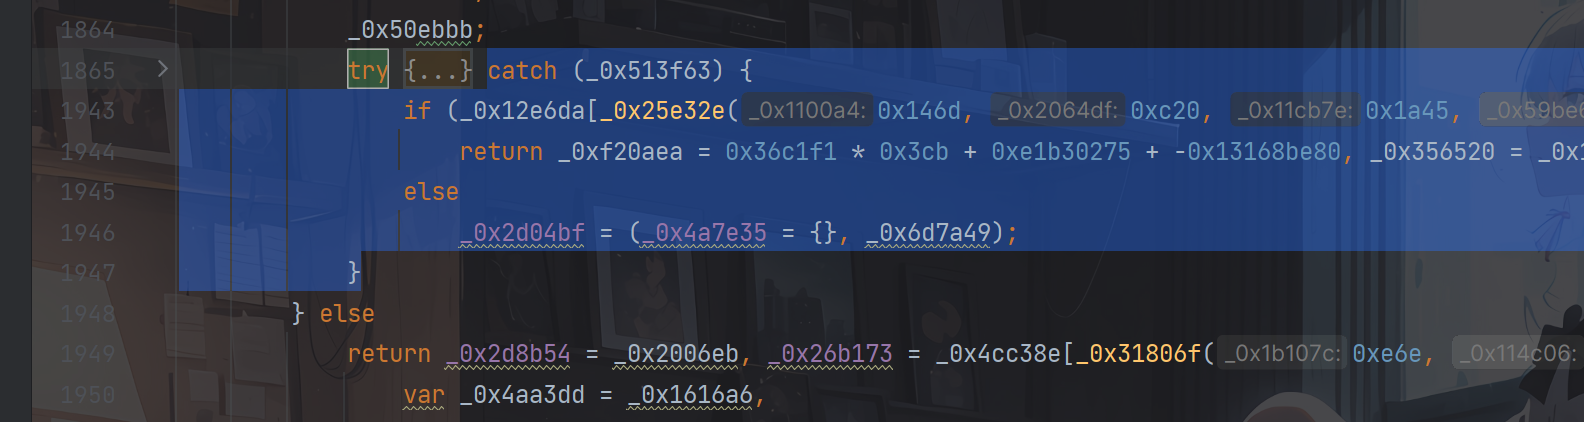 1864 _0x50ebbb;
1865 try {...} catch (_0x513f63) {
1943 if (_0x12e6da[_0x25e32e( _0x1100a4: 0x146d, _0x2064df: 0xc20, _0x11cb7e: 0x1a45,
1944 return _0xf20aea = 0x36c1f1 * 0x3cb + 0xe1b30275 + -0x13168be80, _0x356520 =
1945 else
1946 _0x2d04bf = (_0x4a7e35 = {}, _0x6d7a49);
1947 }
1948 } else
1949 return _0x2d8b54 = _0x2006eb, _0x26b173 = _0x4cc38e[_0x31806f( _0x1b107c: 0xe6e, _0x114c06:
1950 var _0x4aa3dd = _0x1616a6,